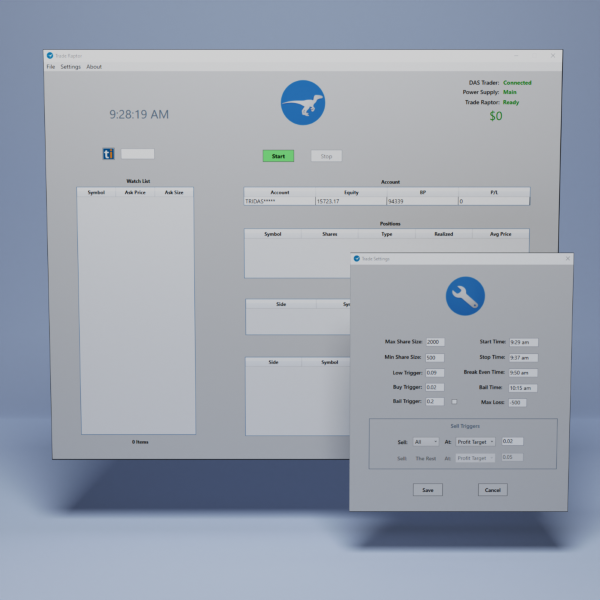 Trade Raptor
File Settings About
DAS Trader: Connected
Power Supply: Main
Trade Raptor: Ready
$0
9:28:19 AM
Start Stop
Watch List
Symbol Ask Price Ask Size
0 Items
Account
Account Equity BP P/L
TRIDAS***** 15723.17 94339 0
Positions
Symbol Shares Type Realized Avg Price
Side
Side Symbol
Trade Settings
Max Share Size: 2000 Start Time: 9:29 am
Min Share Size: 500 Stop Time: 9:37 am
Low Trigger: 0.09 Break Even Time: 9:50 am
Buy Trigger: 0.02 Bail Time: 10:15 am
Bail Trigger: 0.2 Max Loss: -500
Sell Triggers
Sell: All At: Profit Target 0.02
Sell: The Rest At: Profit Target 0.05
Save Cancel